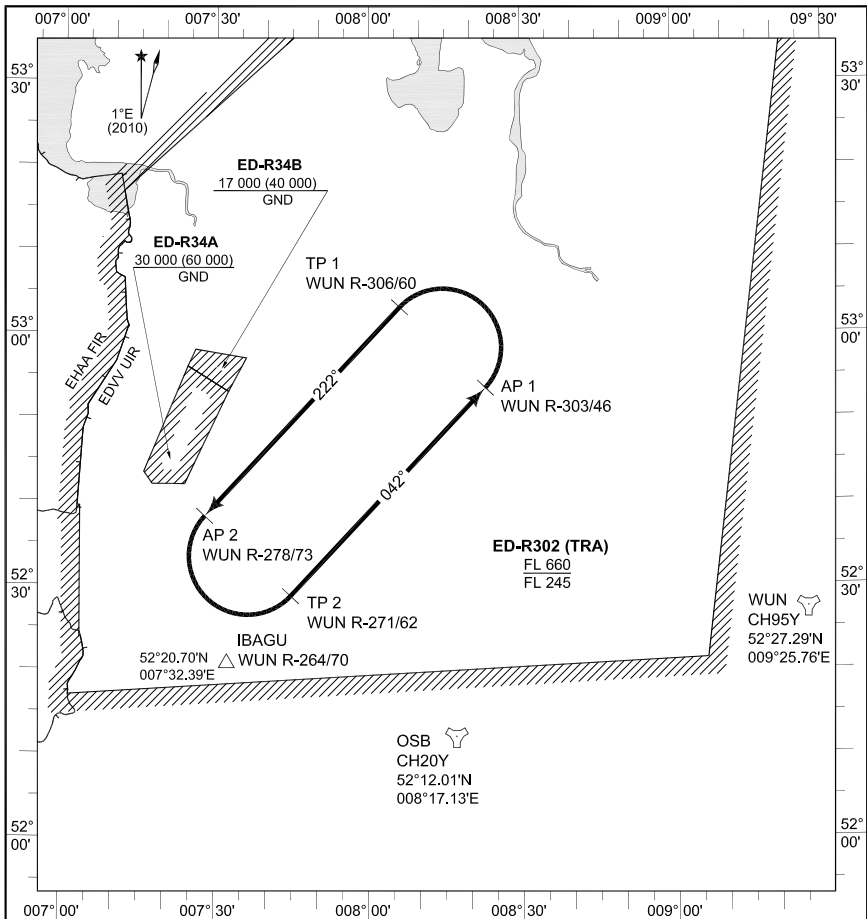 007°00' 007°30' 008°00' 008°30' 009°00' 09°30'
53°
30'
53°
30'
1°E
(2010)
ED-R34B
17 000 (40 000)
GND
ED-R34A
30 000 (60 000)
GND
TP 1
WUN R-306/60
53°
00'
53°
00'
EHAA FIR
EDVV UIR
222°
AP 1
WUN R-303/46
042°
AP 2
WUN R-278/73
ED-R302 (TRA)
FL 660
FL 245
52°
30'
52°
30'
TP 2
WUN R-271/62
WUN
CH95Y
52°27.29'N
009°25.76'E
IBAGU
WUN R-264/70
52°20.70'N
007°32.39'E
OSB
CH20Y
52°12.01'N
008°17.13'E
52°
00'
52°
00'
007°00' 007°30' 008°00' 008°30' 009°00'